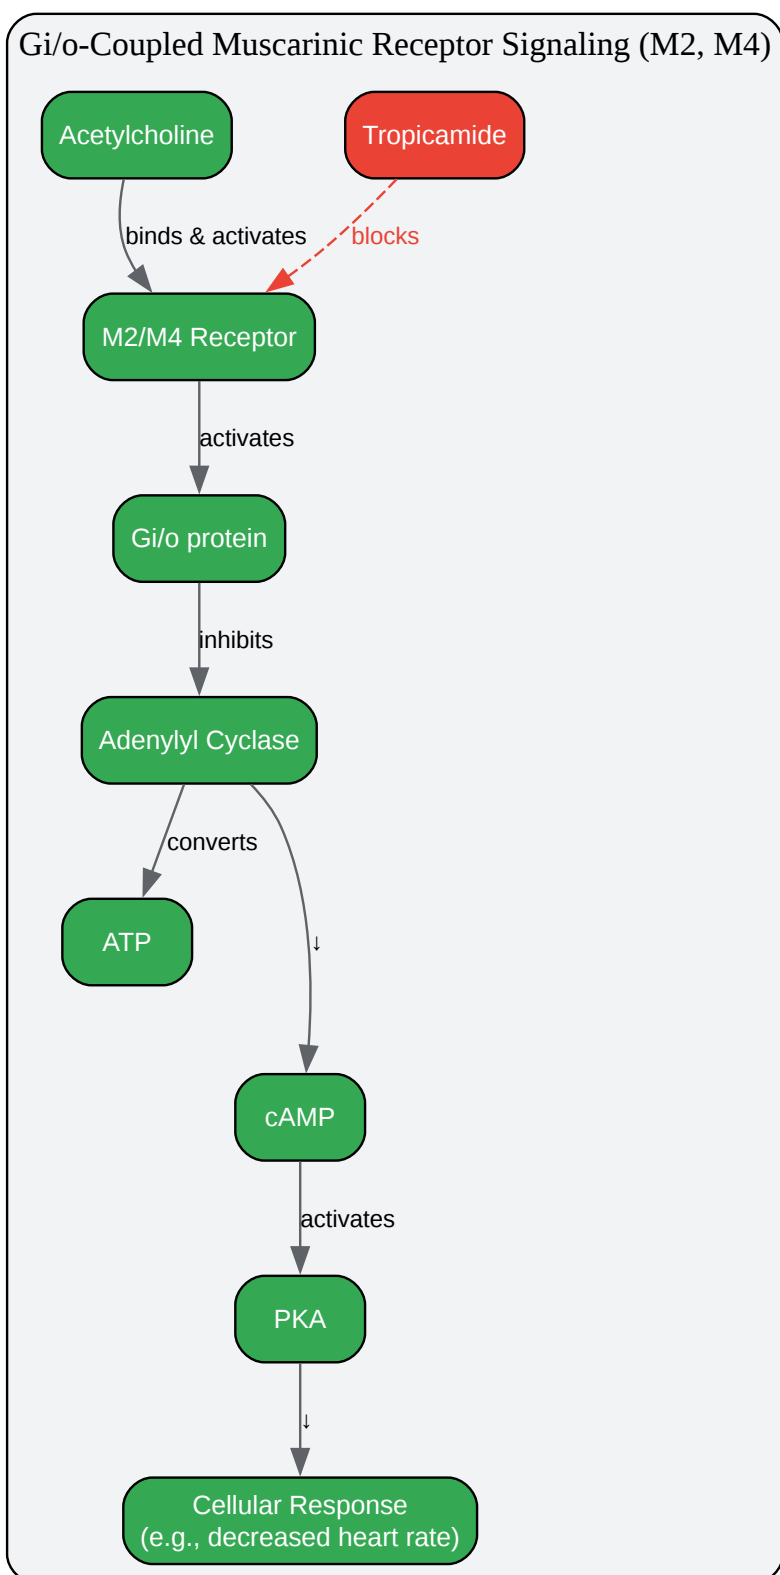 Gi/o-Coupled Muscarinic Receptor Signaling (M2, M4)
Acetylcholine
Tropicamide
binds & activates
blocks
M2/M4 Receptor
activates
Gi/o protein
inhibits
Adenylyl Cyclase
converts
ATP
↓
cAMP
activates
PKA
↓
Cellular Response
(e.g., decreased heart rate)